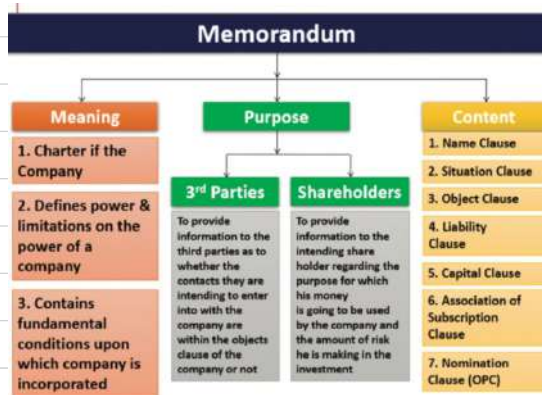 Memorandum
Meaning
1. Charter if the
Company
2. Defines power &
limitations on the
power of a
company
3. Contains
fundamental
conditions upon
which company is
incorporated
Purpose
3rd Parties
To provide
information to the
third parties as to
whether the
contacts they are
intending to enter
into with the
company are
within the objects
clause of the
company or not
Shareholders
To provide
information to the
intending share
holder regarding the
purpose for which
his money
is going to be used
by the company and
the amount of risk
he is making in the
investment
Content
1. Name Clause
2. Situation Clause
3. Object Clause
4. Liability
Clause
5. Capital Clause
6. Association of
Subscription
Clause
7. Nomination
Clause (OPC)